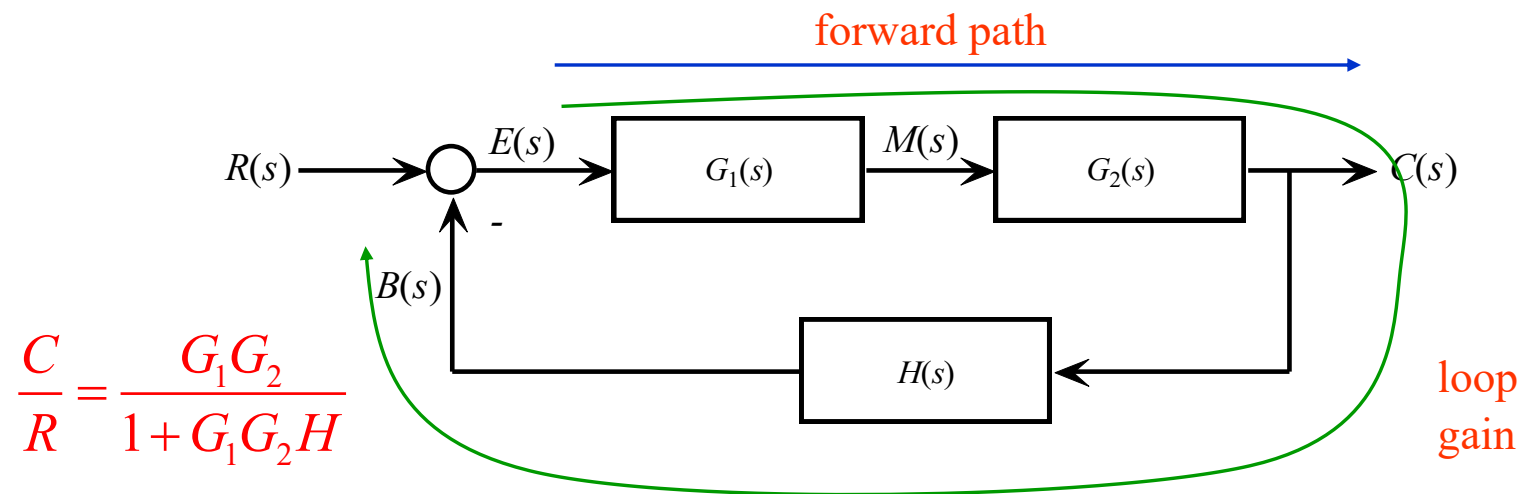 forward path
R(s) E(s) G₁(s) M(s) G₂(s) C(s)
-
B(s)
H(s)
C/R = G₁G₂/(1+G₁G₂H)
loop
gain